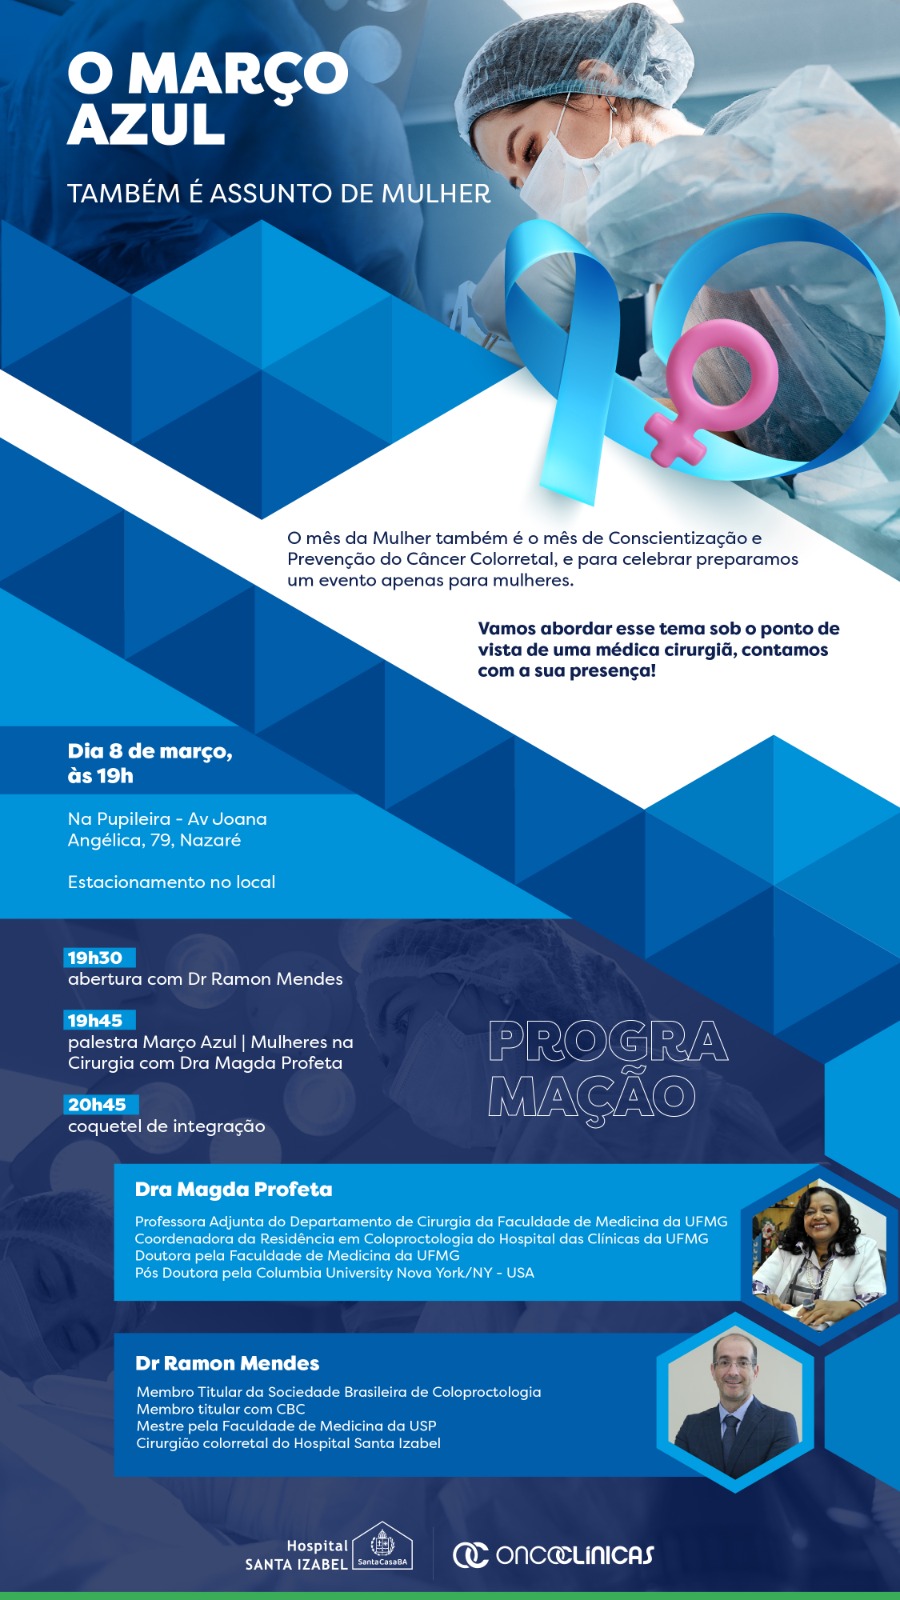 O MARÇO
AZUL
TAMBÉM É ASSUNTO DE MULHER
O mês da Mulher também é o mês de Conscientização e
Prevenção do Câncer Colorretal, e para celebrar preparamos
um evento apenas para mulheres.
Vamos abordar esse tema sob o ponto de
vista de uma médica cirurgiã, contamos
com a sua presença!
Dia 8 de março,
às 19h
Na Pupileira - Av Joana
Angélica, 79, Nazaré
Estacionamento no local
19h30
abertura com Dr Ramon Mendes
19h45
palestra Março Azul | Mulheres na
Cirurgia com Dra Magda Profeta
20h45
coquetel de integração
PROGRA
MAÇÃO
Dra Magda Profeta
Professora Adjunta do Departamento de Cirurgia da Faculdade de Medicina da UFMG
Coordenadora da Residência em Coloproctologia do Hospital das Clínicas da UFMG
Doutora pela Faculdade de Medicina da UFMG
Pós Doutora pela Columbia University Nova York/NY - USA
Dr Ramon Mendes
Membro Titular da Sociedade Brasileira de Coloproctologia
Membro titular com CBC
Mestre pela Faculdade de Medicina da USP
Cirurgião colorretal do Hospital Santa Izabel
Hospital
SANTA IZABEL
SantaCasaBA
ONCOCLÍNICAS